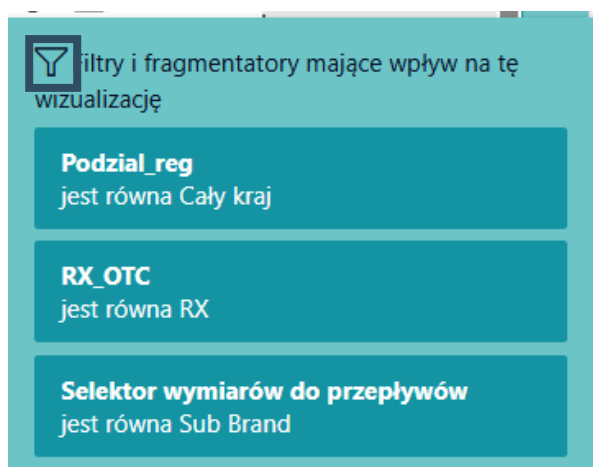 Filtry i fragmentatory mające wpływ na tę
wizualizację
Podzial_reg
jest równa Cały kraj
RX_OTC
jest równa RX
Selektor wymiarów do przepływów
jest równa Sub Brand